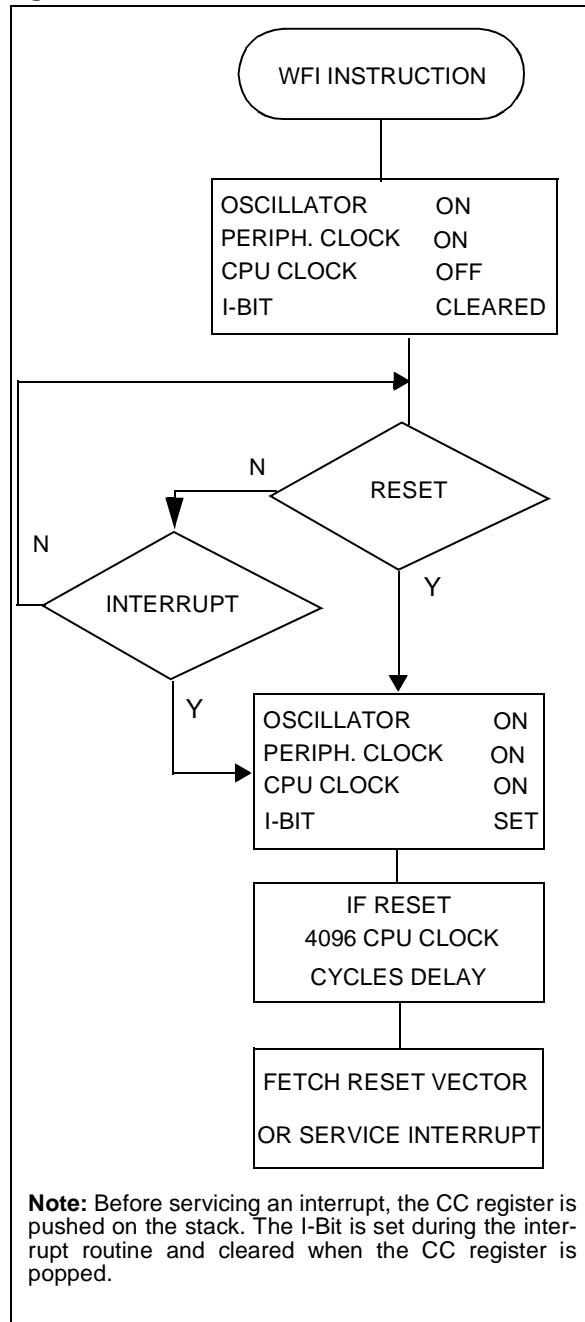 WFI INSTRUCTION
OSCILLATOR ON
PERIPH. CLOCK ON
CPU CLOCK OFF
I-BIT CLEARED
N
RESET
N
INTERRUPT
Y
Y
OSCILLATOR ON
PERIPH. CLOCK ON
CPU CLOCK ON
I-BIT SET
IF RESET
4096 CPU CLOCK
CYCLES DELAY
FETCH RESET VECTOR
OR SERVICE INTERRUPT
Note: Before servicing an interrupt, the CC register is
pushed on the stack. The I-Bit is set during the inter-
rupt routine and cleared when the CC register is
popped.